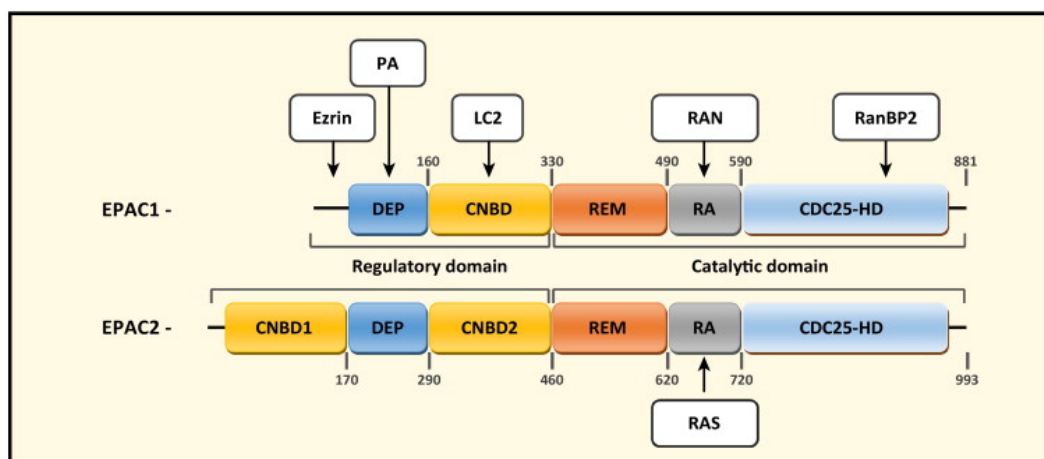 PA
Ezrin
LC2
RAN
RanBP2
160 330 490 590 881
EPAC1 - DEP CNBD REM RA CDC25-HD
Regulatory domain Catalytic domain
EPAC2 - CNBD1 DEP CNBD2 REM RA CDC25-HD
170 290 460 620 720 993
RAS